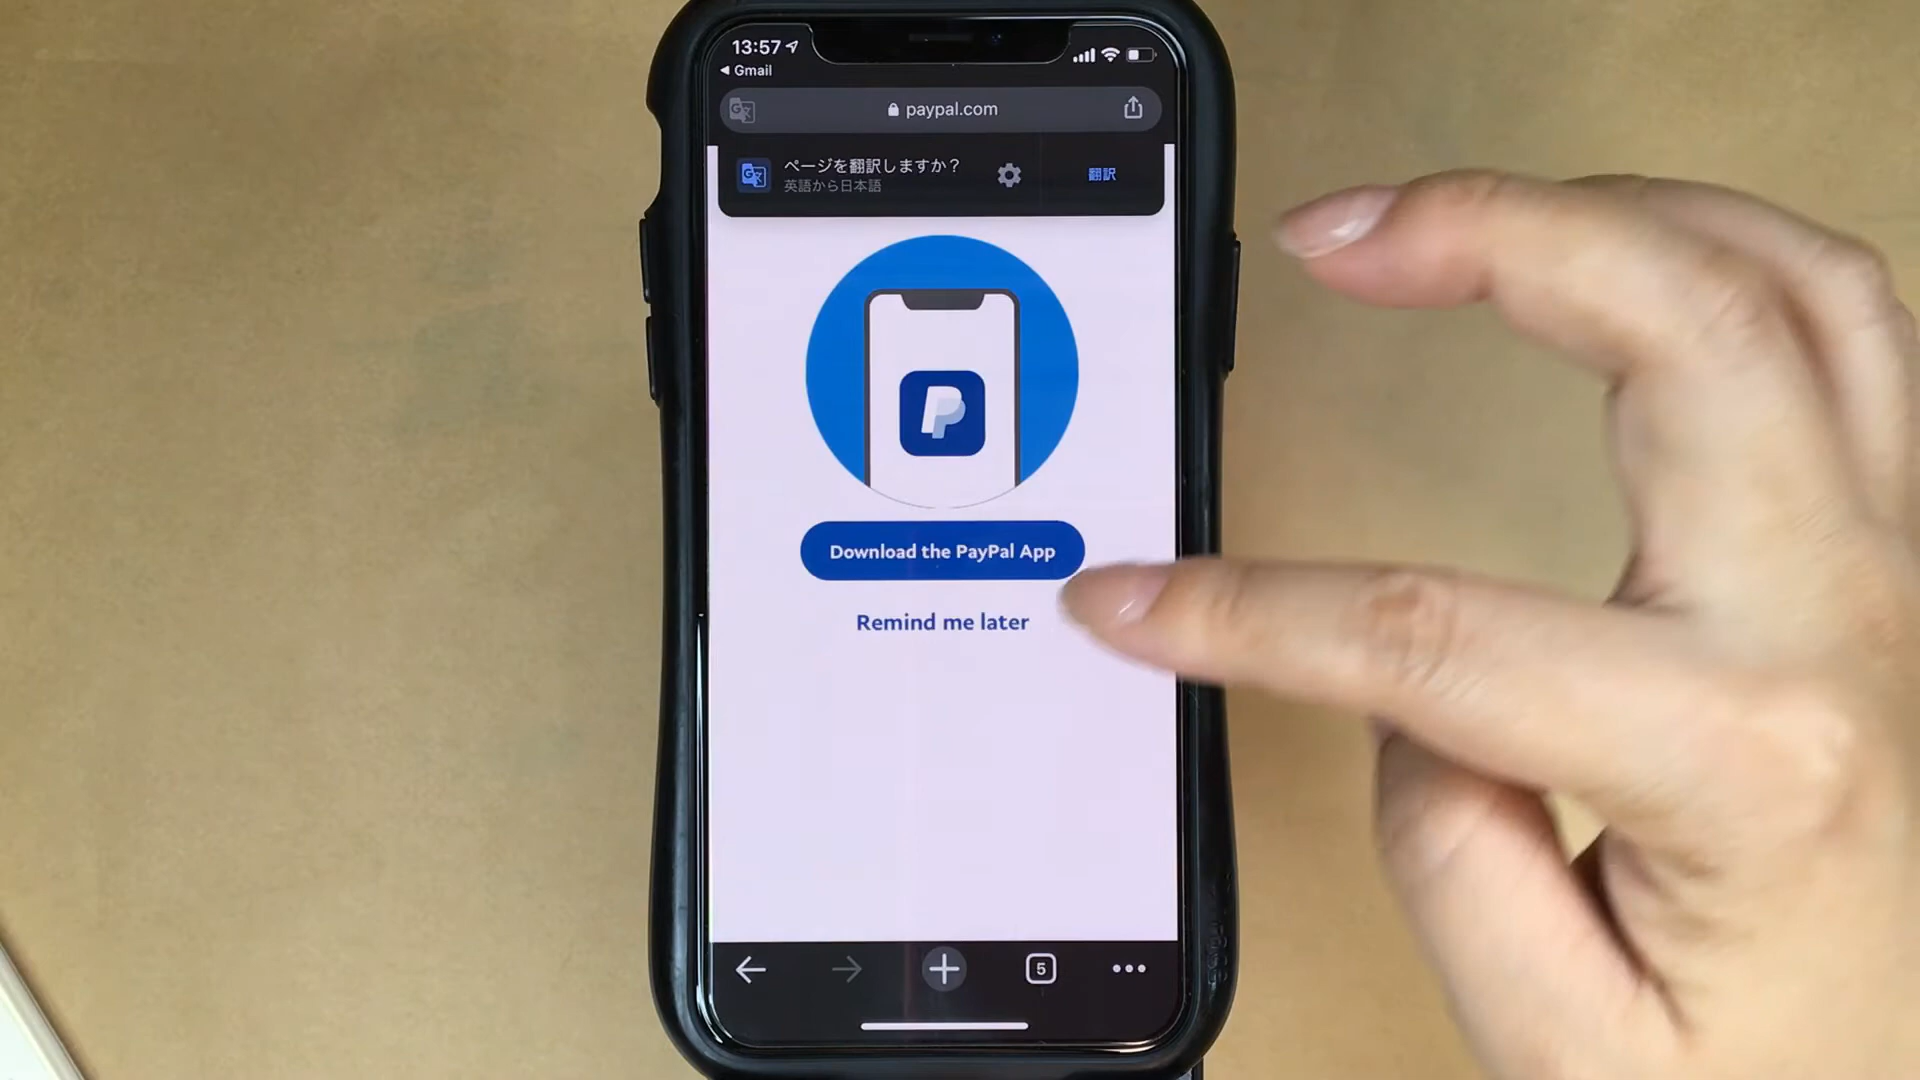 13:57
◀ Gmail
paypal.com
ページを翻訳しますか?
英語から日本語
翻訳
Download the PayPal App
Remind me later
5